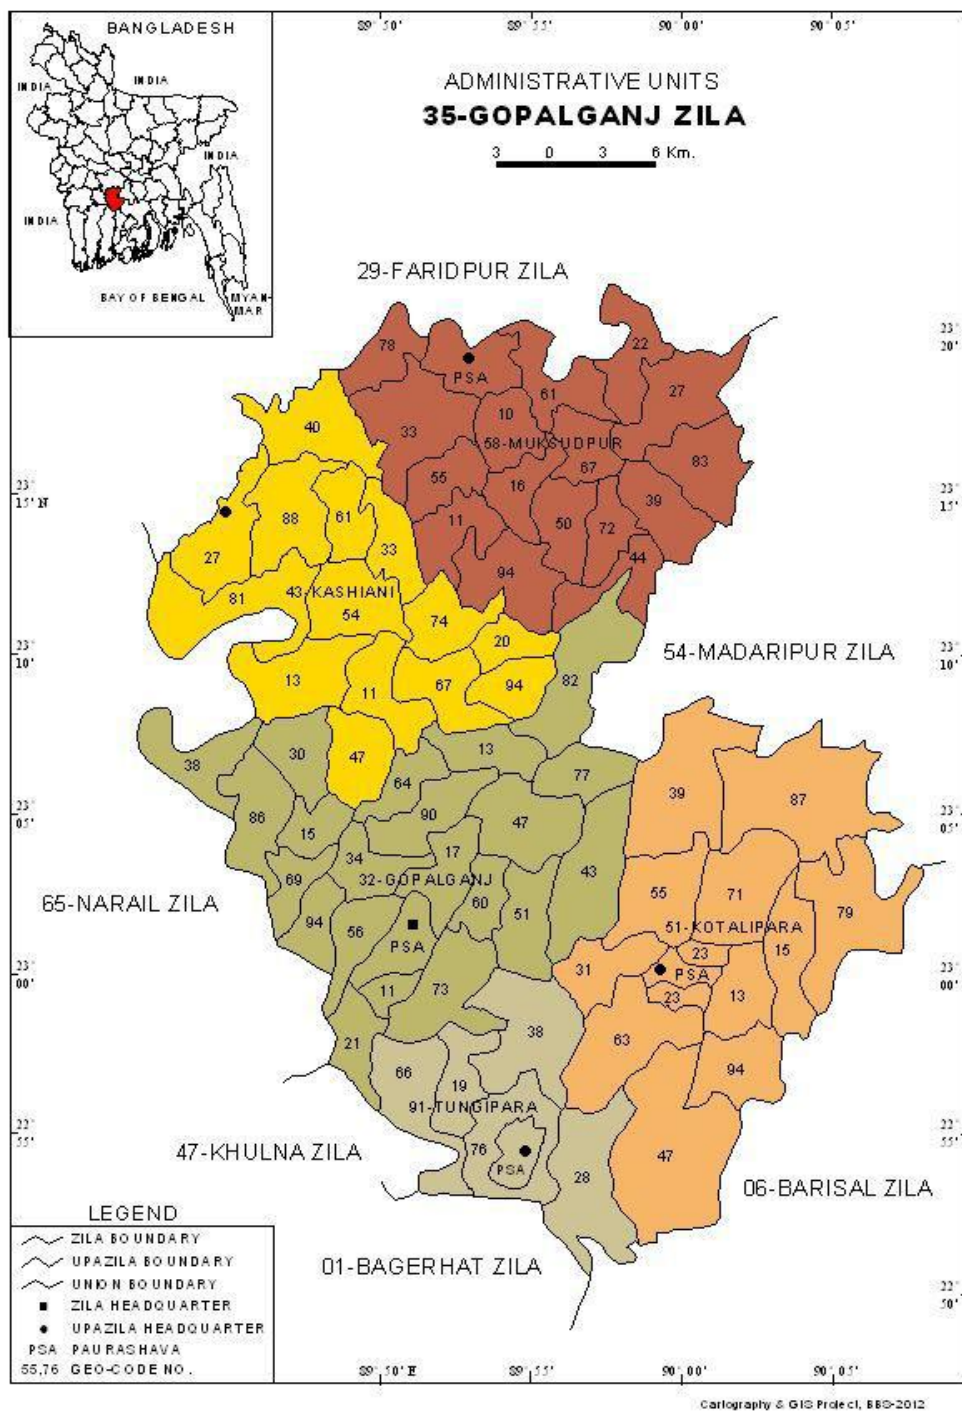 BANGLADESH
INDIA
INDIA
INDIA
INDIA
BAY OF BENGAL
MYAN-
MAR
89°50'
89°55'
90°00'
90°05'
ADMINISTRATIVE UNITS
35-GOPALGANJ ZILA
3 0 3 6 Km.
29-FARIDPUR ZILA
23° 20'
23° 20'
78
PSA
22
61
27
10
40
33
58-MUKSUDPUR
67
83
55
16
39
23° 15' N
23° 15'
88
61
11
50
72
33
27
94
44
43-KASHIANI
81
54
74
20
54-MADARIPUR ZILA
23° 10'
23° 10'
13
11
67
94
82
30
47
13
38
64
77
39
87
23° 05'
23° 05'
86
15
90
47
34
17
69
32-GOPALGANJ
43
55
71
65-NARAIL ZILA
60
51
79
94
56
51-KOTALIPARA
PSA
23
15
23° 00'
23° 00'
31
PSA
11
73
23
13
21
38
63
66
19
94
91-TUNGIPARA
22° 55'
22° 55'
47-KHULNA ZILA
76
PSA
28
47
06-BARISAL ZILA
01-BAGERHAT ZILA
22° 50'
LEGEND
ZILA BOUNDARY
UPAZILA BOUNDARY
UNION BOUNDARY
ZILA HEADQUARTER
UPAZILA HEADQUARTER
PSA PAURASHAVA
55,76 GEO-CODE NO.
89°50'E
89°55'
90°00'
90°05'
Cartography & GIS Project, BBS-2012